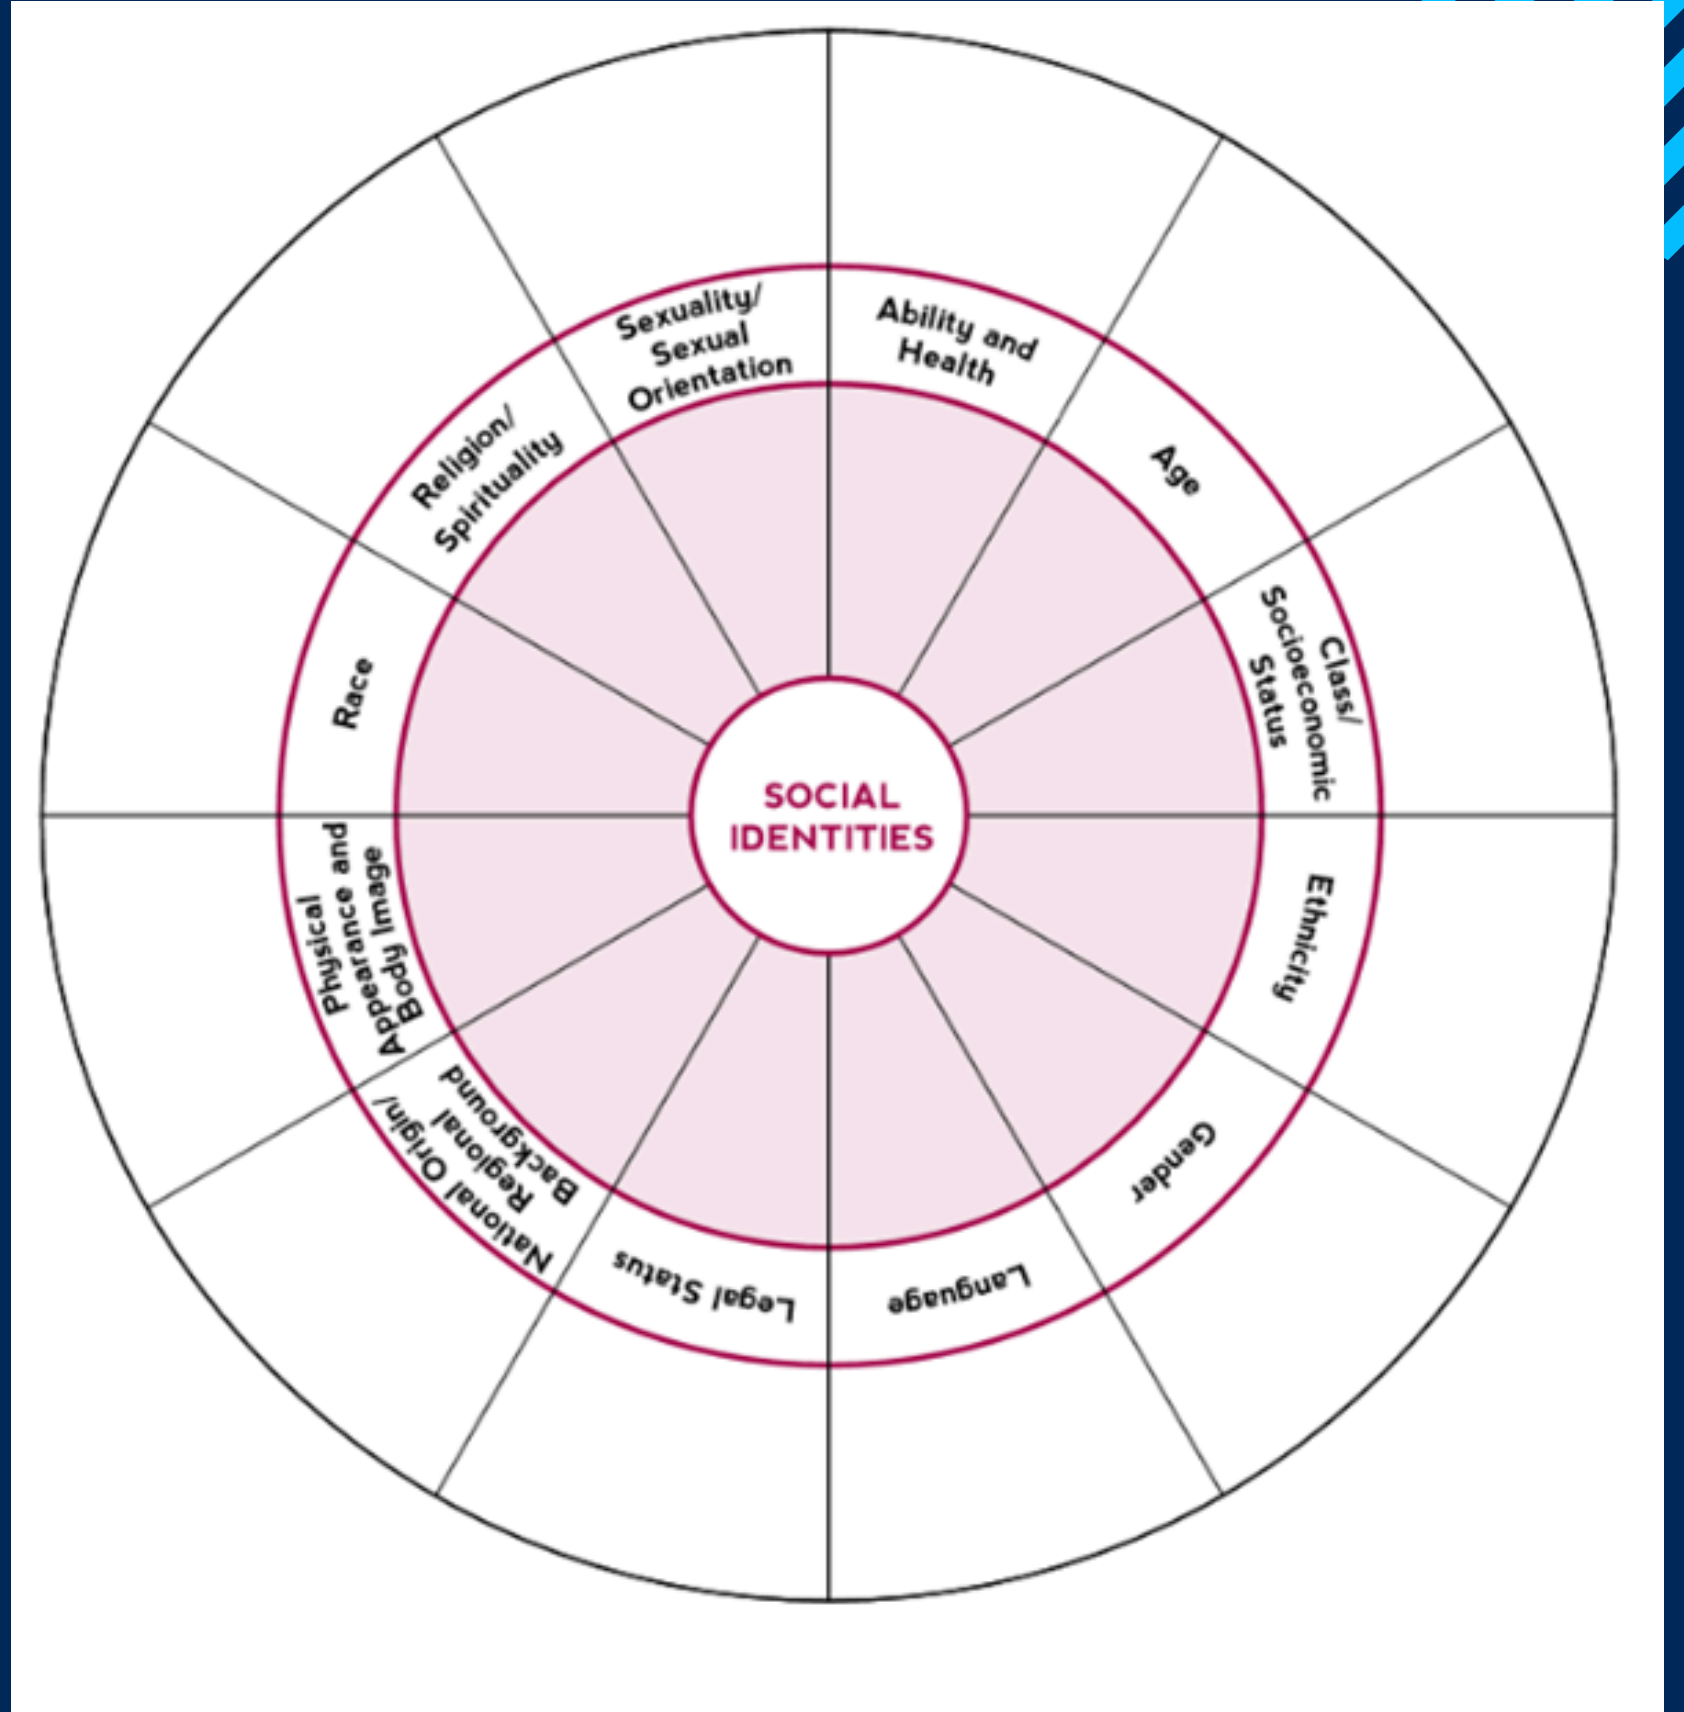 SOCIAL
IDENTITIES
Ability and
Health
Age
Class/
Socioeconomic
Status
Ethnicity
Gender
Language
Legal Status
National Origin/
Regional
Background
Physical
Appearance and
Body Image
Race
Religion/
Spirituality
Sexuality/
Sexual
Orientation